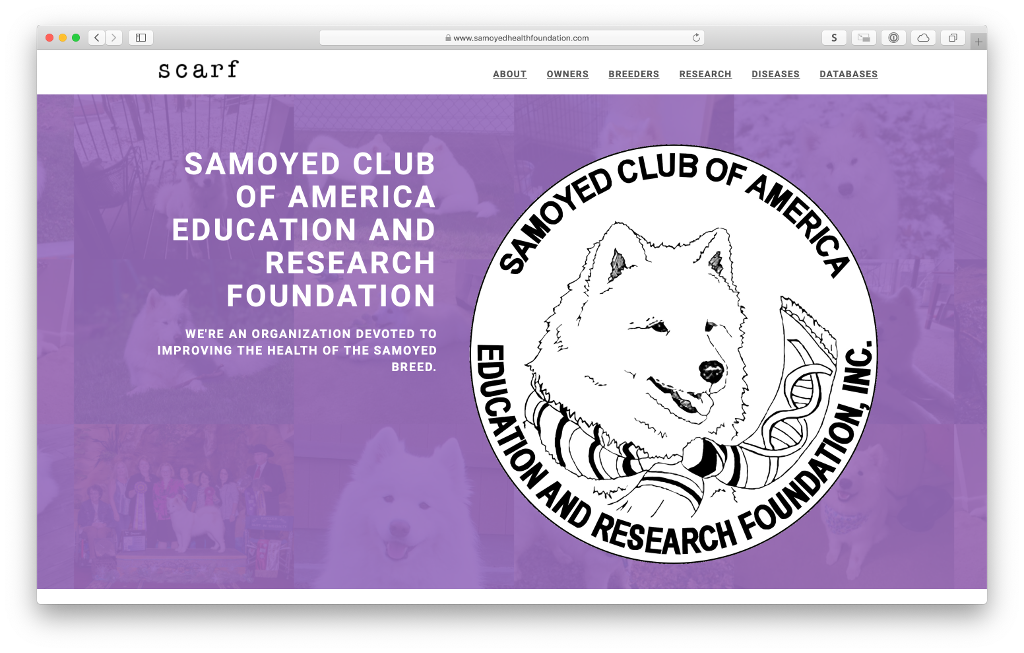 www.samoyedhealthfoundation.com
S
scarf
ABOUT OWNERS BREEDERS RESEARCH DISEASES DATABASES
SAMOYED CLUB
OF AMERICA
EDUCATION AND
RESEARCH
FOUNDATION
WE'RE AN ORGANIZATION DEVOTED TO
IMPROVING THE HEALTH OF THE SAMOYED
BREED.
SAMOYED CLUB OF AMERICA
EDUCATION AND RESEARCH FOUNDATION, INC.